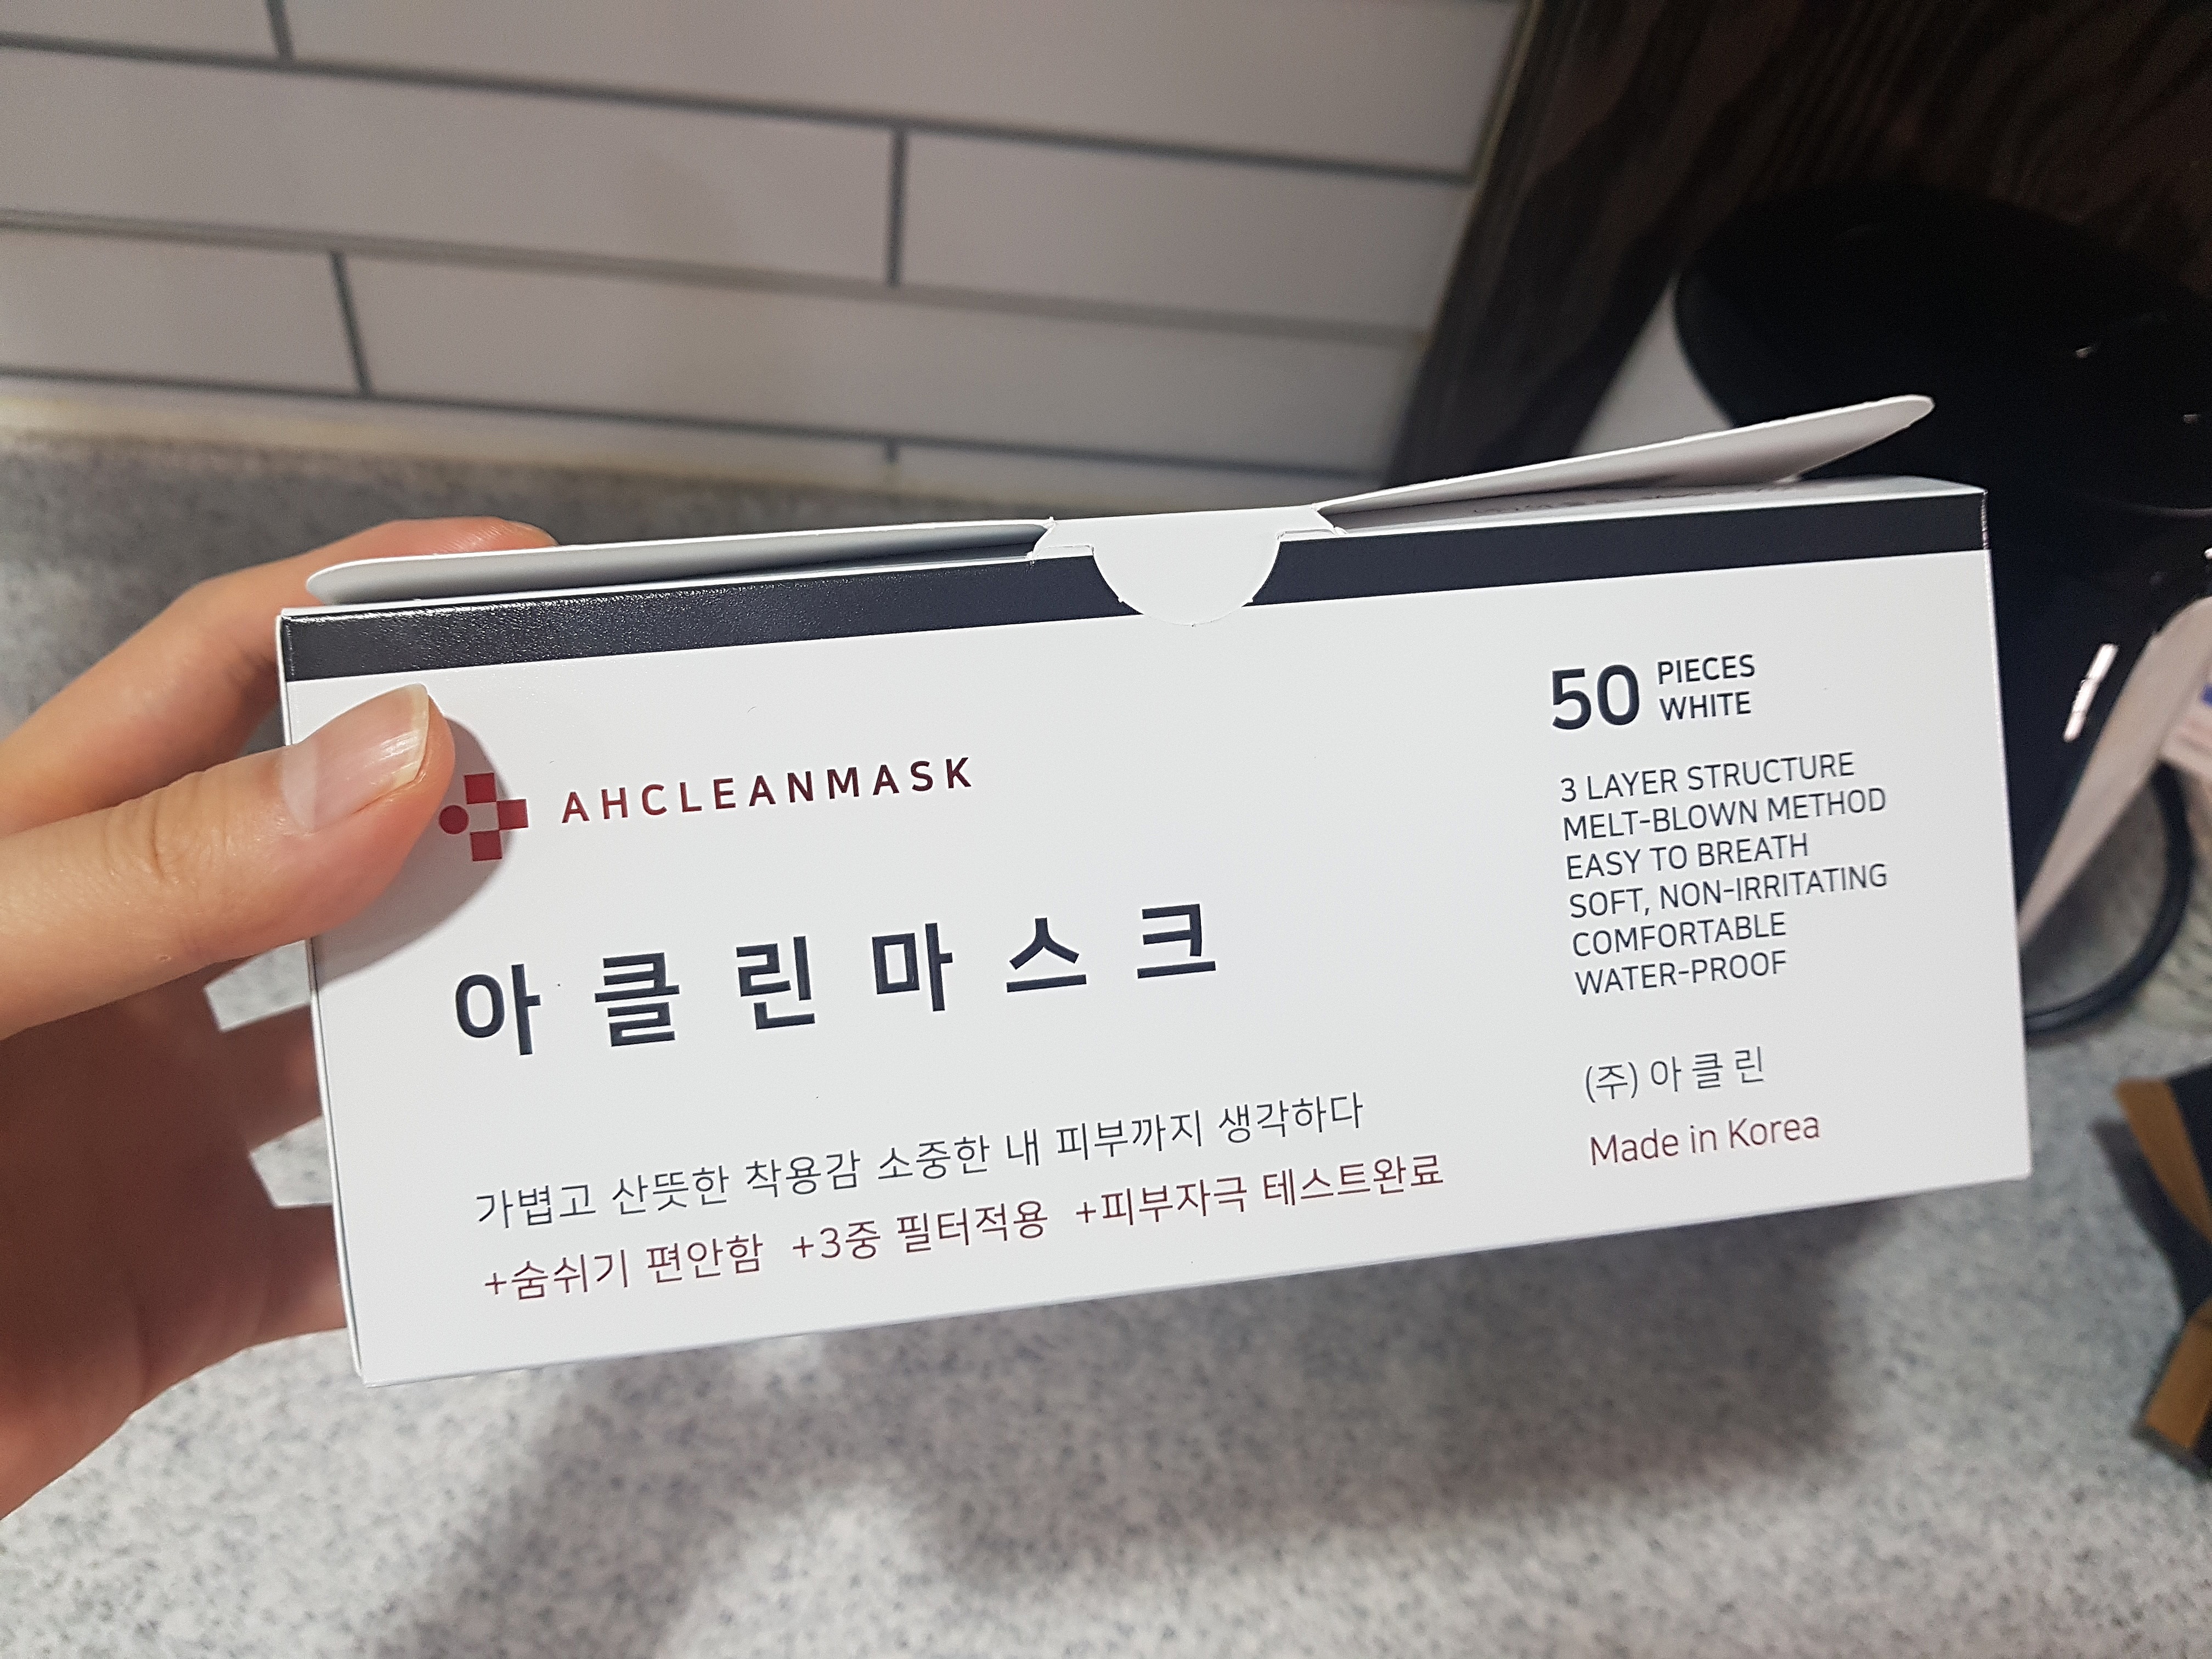 AHCLEANMASK
아클린마스크
가볍고 산뜻한 착용감 소중한 내 피부까지 생각하다
+숨쉬기 편안함 +3중 필터적용 +피부자극 테스트완료
50 PIECES
WHITE
3 LAYER STRUCTURE
MELT-BLOWN METHOD
EASY TO BREATH
SOFT, NON-IRRITATING
COMFORTABLE
WATER-PROOF
(주) 아클린
Made in Korea